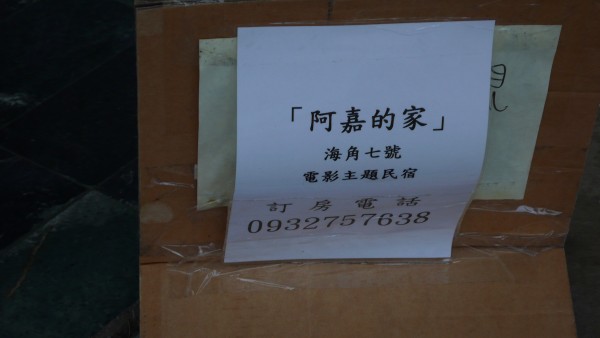 「阿嘉的家」
海角七號
電影主題民宿
訂房電話
0932757638